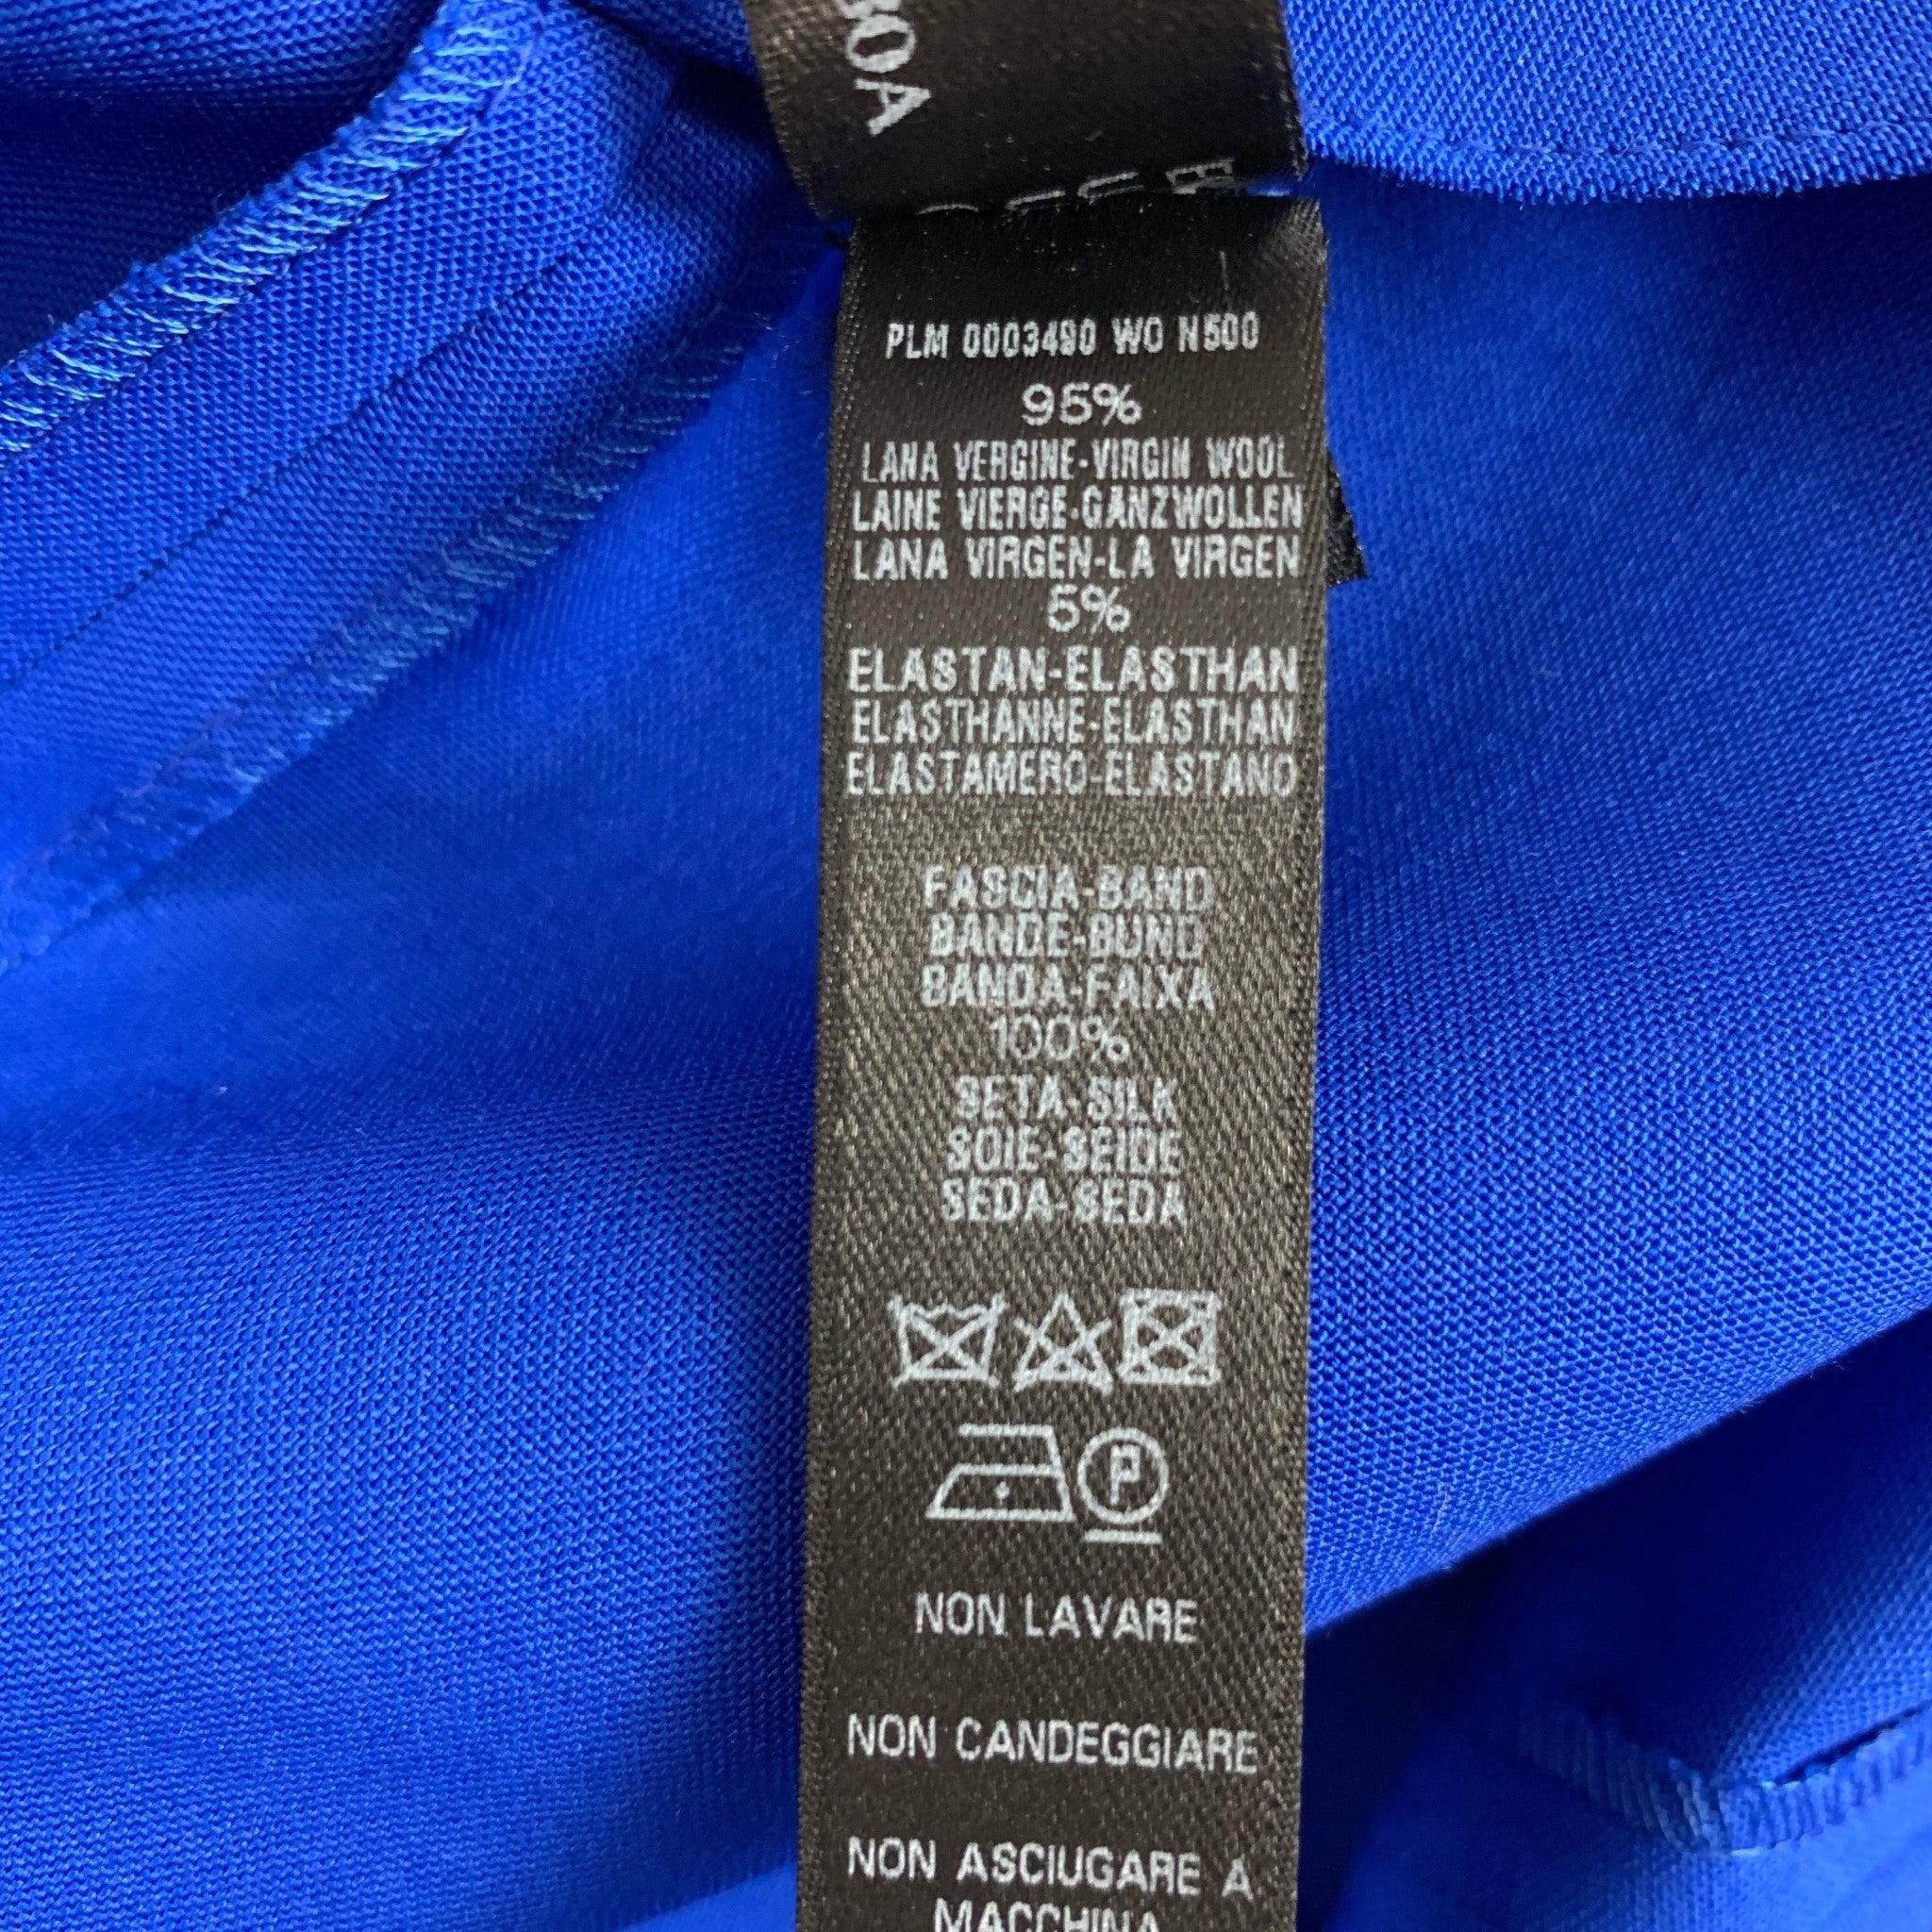 30A
PLM 0003490 WO N500
95%
LANA VERGINE-VIRGIN WOOL
LAINE VIERGE-GANZWOLLEN
LANA VIRGEN-LA VIRGEN
5%
ELASTAN-ELASTHAN
ELASTHANNE-ELASTHAN
ELASTAMERO-ELASTANO
FASCIA-BAND
BANDE-BUND
BANDA-FAIXA
100%
SETA-SILK
SOIE-SEIDE
SEDA-SEDA
P
NON LAVARE
NON CANDEGGIARE
NON ASCIUGARE A
MACCHINA